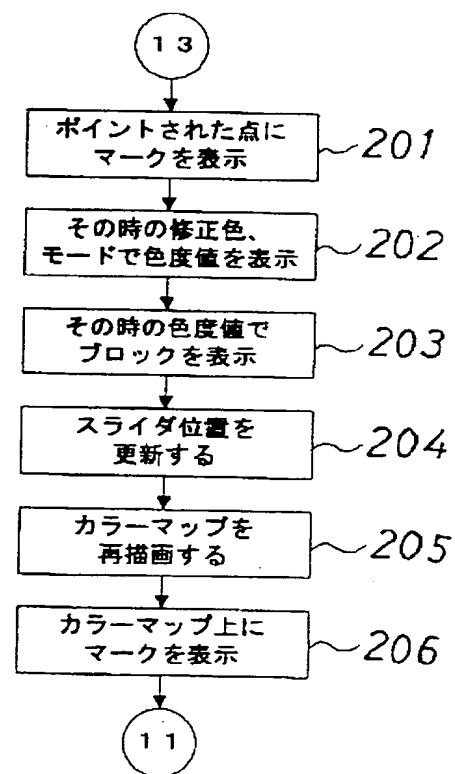 13
ポイントされた点に
マークを表示
201
その時の修正色、
モードで色度値を表示
202
その時の色度値で
ブロックを表示
203
スライダ位置を
更新する
204
カラーマップを
再描画する
205
カラーマップ上に
マークを表示
206
11